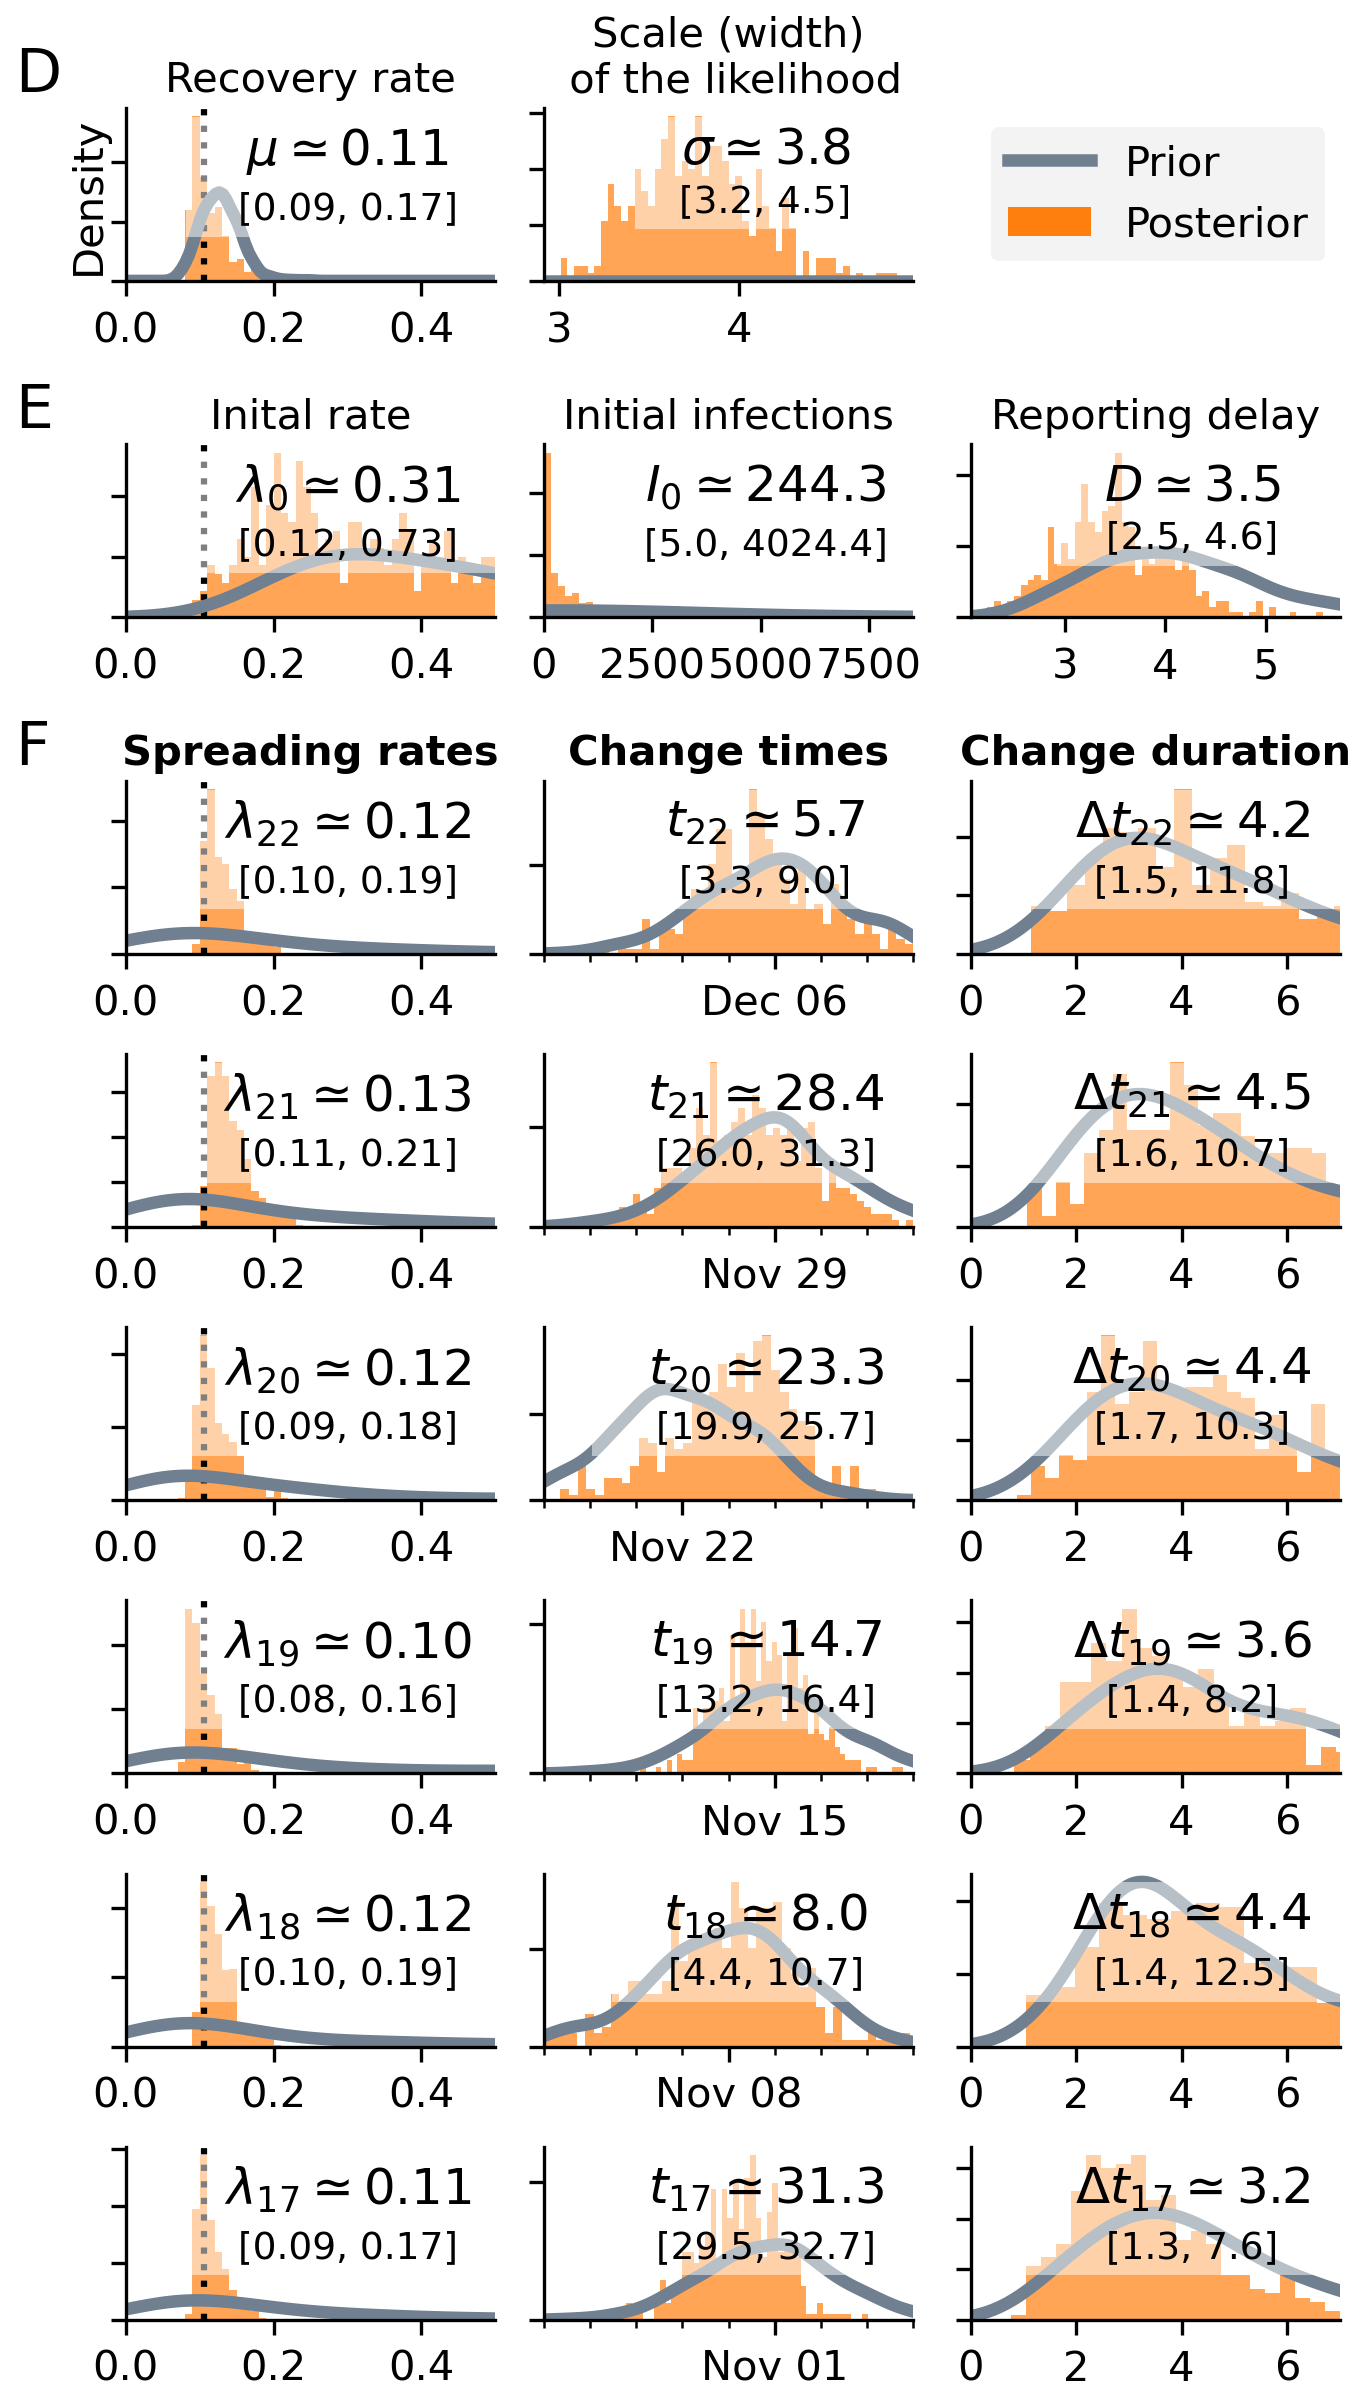 D
Recovery rate
Scale (width)
of the likelihood
Density
μ ≃ 0.11
[0.09, 0.17]
0.0 0.2 0.4
σ ≃ 3.8
[3.2, 4.5]
3 4
Prior
Posterior
E
Inital rate
λ0 ≃ 0.31
[0.12, 0.73]
0.0 0.2 0.4
Initial infections
I0 ≃ 244.3
[5.0, 4024.4]
0 2500 5000 7500
Reporting delay
D ≃ 3.5
[2.5, 4.6]
3 4 5
F
Spreading rates
Change times
Change duration
λ22 ≃ 0.12
[0.10, 0.19]
0.0 0.2 0.4
t22 ≃ 5.7
[3.3, 9.0]
Dec 06
Δt22 ≃ 4.2
[1.5, 11.8]
0 2 4 6
λ21 ≃ 0.13
[0.11, 0.21]
0.0 0.2 0.4
t21 ≃ 28.4
[26.0, 31.3]
Nov 29
Δt21 ≃ 4.5
[1.6, 10.7]
0 2 4 6
λ20 ≃ 0.12
[0.09, 0.18]
0.0 0.2 0.4
t20 ≃ 23.3
[19.9, 25.7]
Nov 22
Δt20 ≃ 4.4
[1.7, 10.3]
0 2 4 6
λ19 ≃ 0.10
[0.08, 0.16]
0.0 0.2 0.4
t19 ≃ 14.7
[13.2, 16.4]
Nov 15
Δt19 ≃ 3.6
[1.4, 8.2]
0 2 4 6
λ18 ≃ 0.12
[0.10, 0.19]
0.0 0.2 0.4
t18 ≃ 8.0
[4.4, 10.7]
Nov 08
Δt18 ≃ 4.4
[1.4, 12.5]
0 2 4 6
λ17 ≃ 0.11
[0.09, 0.17]
0.0 0.2 0.4
t17 ≃ 31.3
[29.5, 32.7]
Nov 01
Δt17 ≃ 3.2
[1.3, 7.6]
0 2 4 6